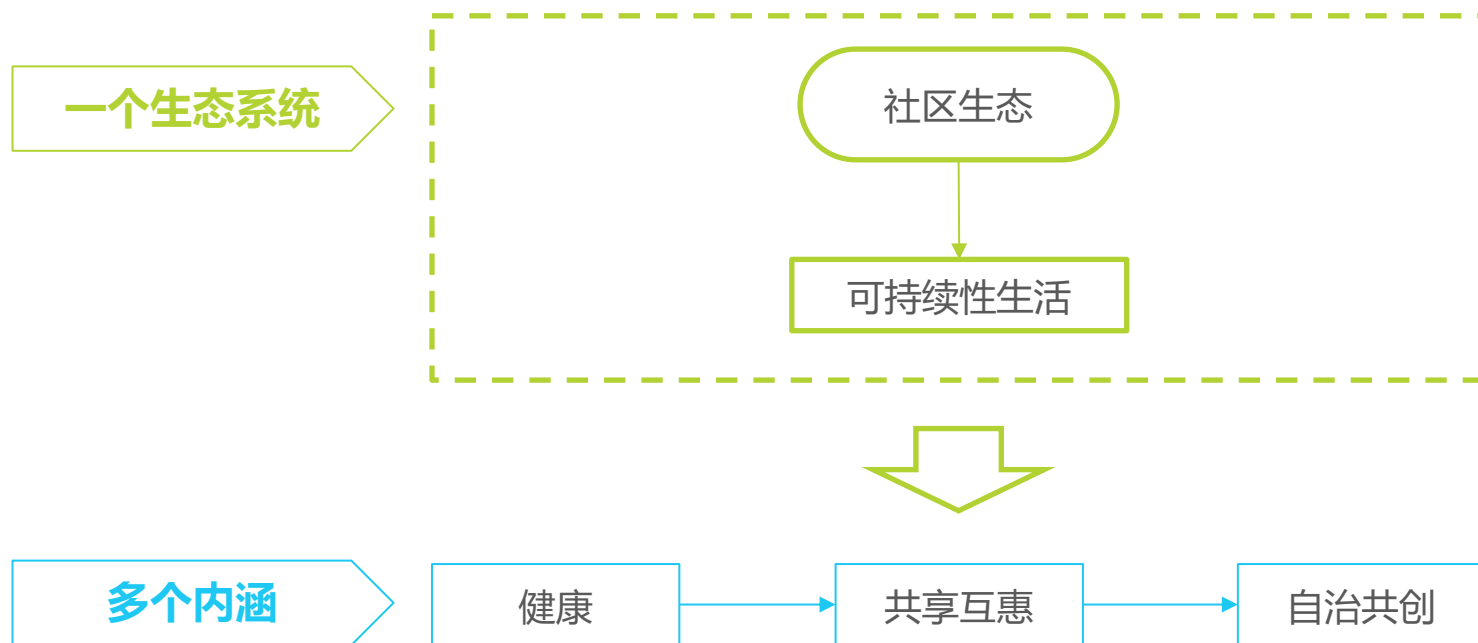 一个生态系统
社区生态
可持续性生活
多个内涵
健康
共享互惠
自治共创